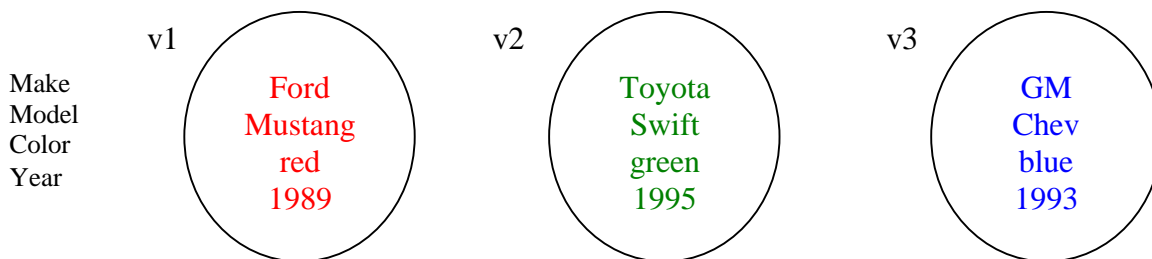 v1
v2
v3
Make
Model
Color
Year
Ford
Mustang
red
1989
Toyota
Swift
green
1995
GM
Chev
blue
1993